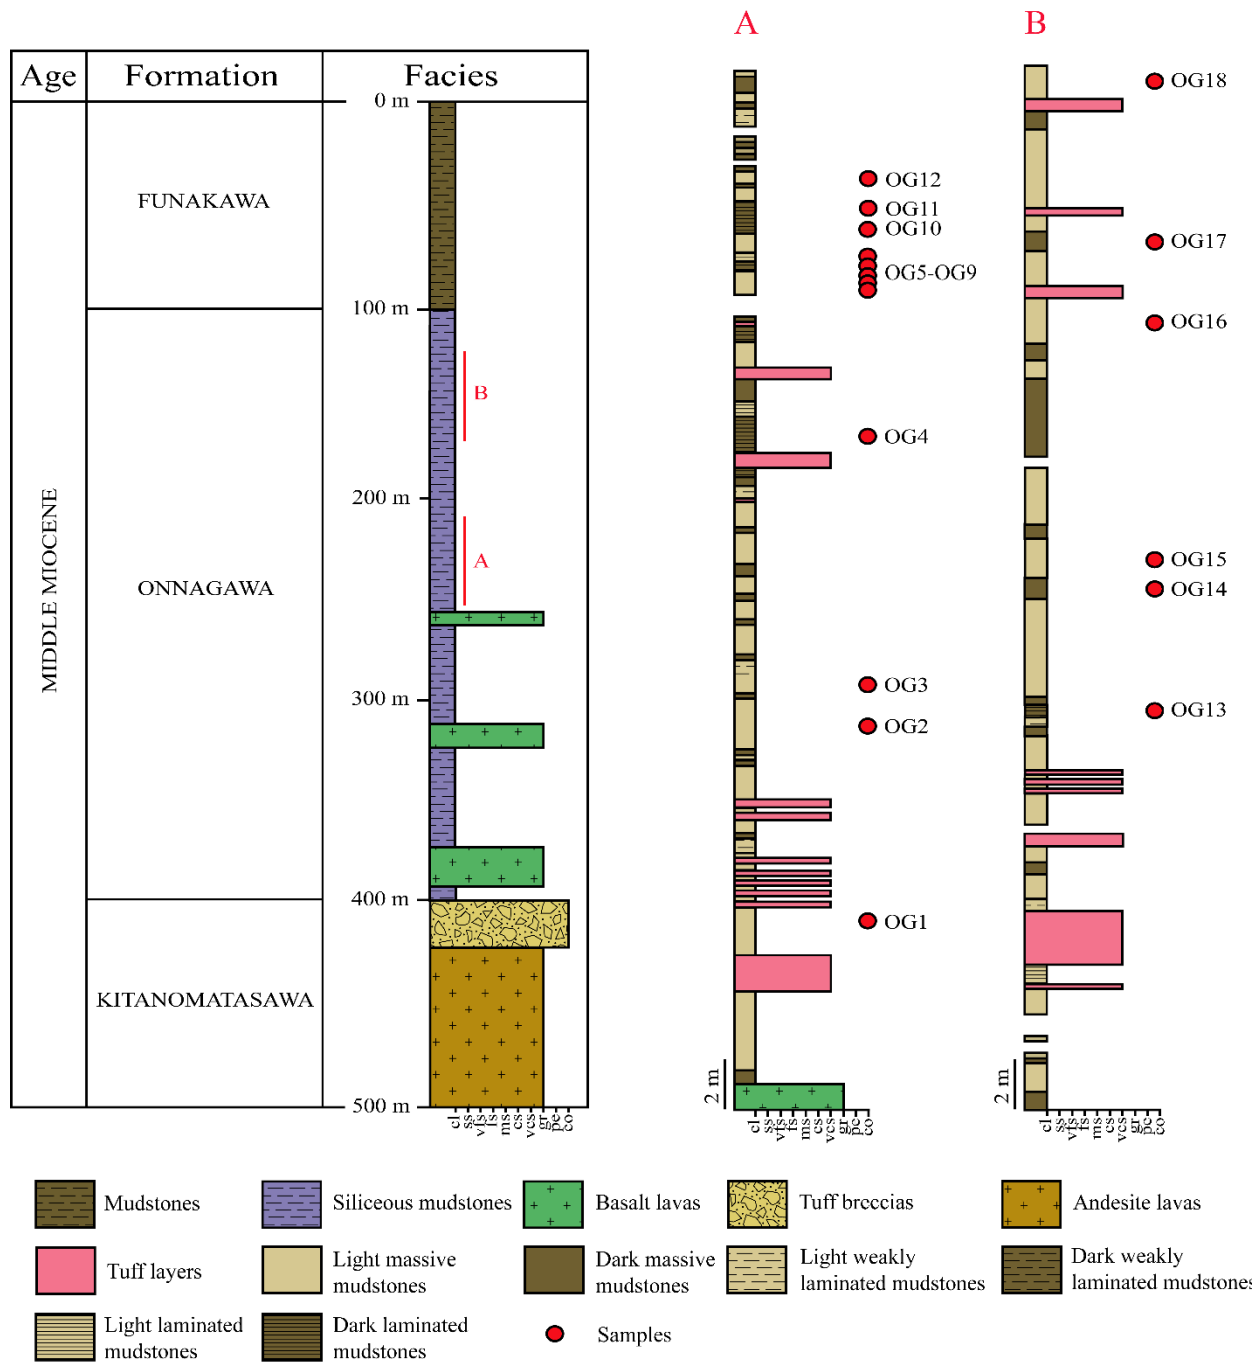 A
B
Age
Formation
Facies
0 m
100 m
200 m
300 m
400 m
500 m
MIDDLE MIOCENE
FUNAKAWA
ONNAGAWA
KITANOMATASAWA
B
A
cl
ss
vfs
fs
ms
cs
vcs
gr
pc
co
OG12
OG11
OG10
OG5-OG9
OG4
OG3
OG2
OG1
2 m
cl
ss
vfs
fs
ms
cs
vcs
gr
pc
co
OG18
OG17
OG16
OG15
OG14
OG13
2 m
cl
ss
vfs
fs
ms
cs
vcs
gr
pc
co
Mudstones
Siliceous mudstones
Basalt lavas
Tuff breccias
Andesite lavas
Tuff layers
Light massive
mudstones
Dark massive
mudstones
Light weakly
laminated mudstones
Dark weakly
laminated mudstones
Light laminated
mudstones
Dark laminated
mudstones
Samples